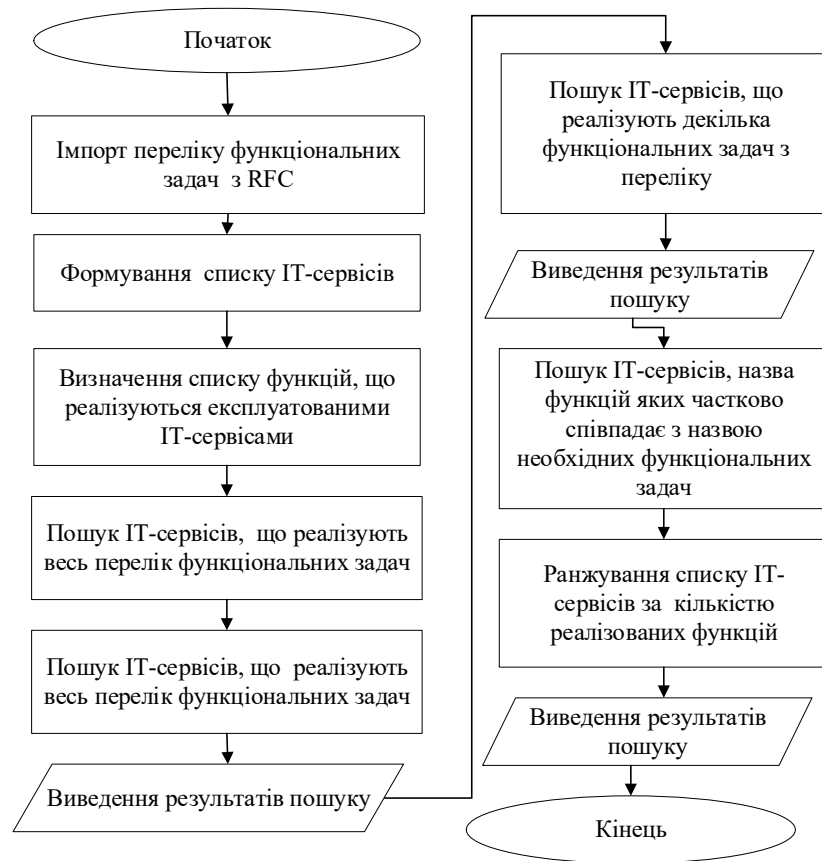 Початок
Імпорт переліку функціональних
задач з RFC
Формування списку ІТ-сервісів
Визначення списку функцій, що
реалізуються експлуатованими
ІТ-сервісами
Пошук ІТ-сервісів, що реалізують
весь перелік функціональних задач
Пошук ІТ-сервісів, що реалізують
весь перелік функціональних задач
Виведення результатів пошуку
Пошук ІТ-сервісів, що
реалізують декілька
функціональних задач з
переліку
Виведення результатів
пошуку
Пошук ІТ-сервісів, назва
функцій яких частково
співпадає з назвою
необхідних функціональних
задач
Ранжування списку ІТ-
сервісів за кількістю
реалізованих функцій
Виведення результатів
пошуку
Кінець